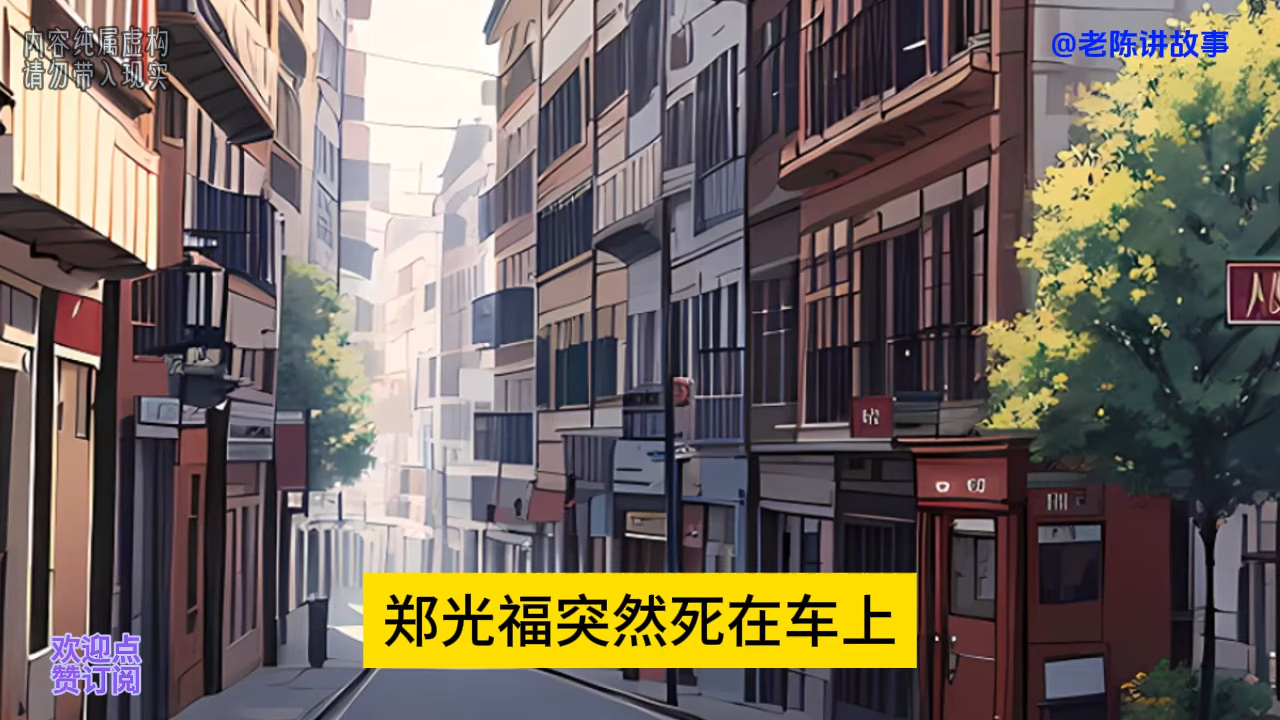 内容纯属虚构
请勿带入现实
@老陈讲故事
郑光福突然死在车上
欢迎点
赞订阅